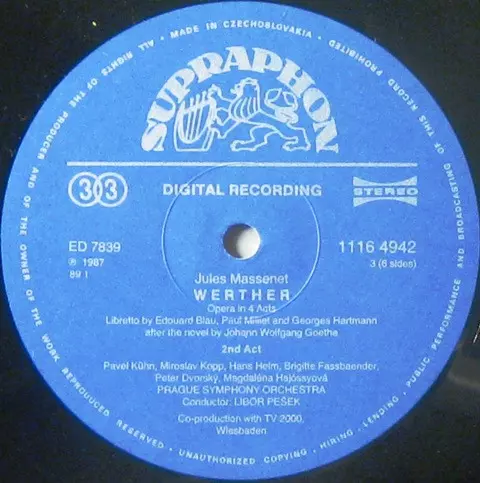 MADE IN CZECHOSLOVAKIA • PROHIBITED
ALL RIGHTS OF THE PRODUCER AND OF THE OWNER OF THE WORK REPRODUCED RESERVED • UNAUTHORIZED COPYING • HIRING • LENDING • PUBLIC PERFORMANCE AND BROADCASTING OF THIS RECORD
SUPRAPHON
33
DIGITAL RECORDING
STEREO
ED 7839
1116 4942
℗ 1987
3 (6 sides)
89 1
Jules Massenet
WERTHER
Opera in 4 Acts
Libretto by Edouard Blau, Paul Milliet and Georges Hartmann
after the novel by Johann Wolfgang Goethe
2nd Act
Pavel Kühn, Miroslav Kopp, Hans Helm, Brigitte Fassbaender,
Peter Dvorský, Magdaléna Hajóssyová
PRAGUE SYMPHONY ORCHESTRA
Conductor: LIBOR PEŠEK
Co-production with TV 2000,
Wiesbaden